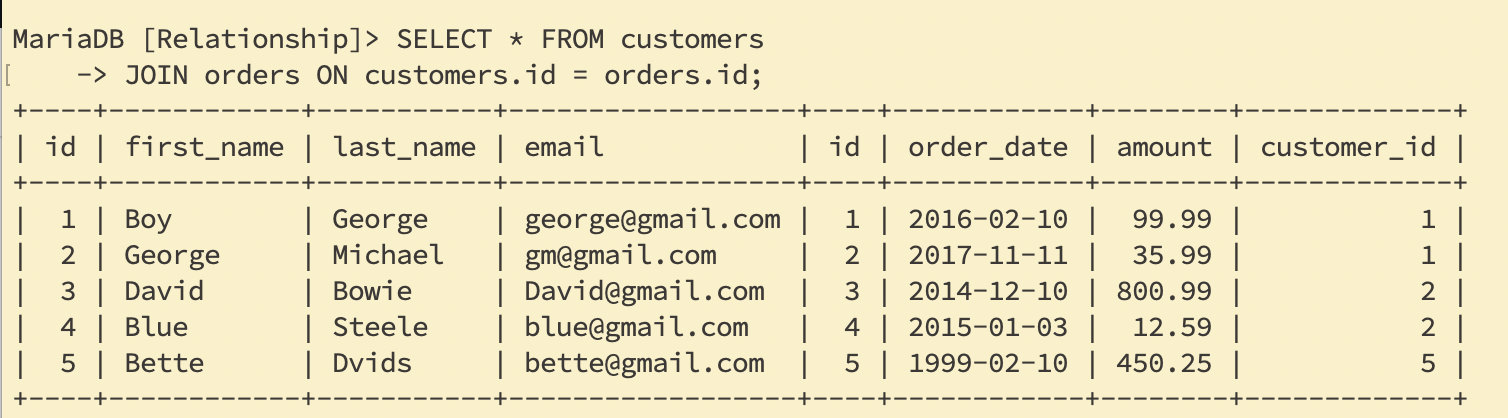 MariaDB [Relationship]> SELECT * FROM customers
[    -> JOIN orders ON customers.id = orders.id;
+----+------------+-----------+------------------+----+------------+--------+-------------+
| id | first_name | last_name | email            | id | order_date | amount | customer_id |
+----+------------+-----------+------------------+----+------------+--------+-------------+
|  1 | Boy        | George    | george@gmail.com |  1 | 2016-02-10 |  99.99 |           1 |
|  2 | George     | Michael   | gm@gmail.com     |  2 | 2017-11-11 |  35.99 |           1 |
|  3 | David      | Bowie     | David@gmail.com  |  3 | 2014-12-10 | 800.99 |           2 |
|  4 | Blue       | Steele    | blue@gmail.com   |  4 | 2015-01-03 |  12.59 |           2 |
|  5 | Bette      | Dvids     | bette@gmail.com  |  5 | 1999-02-10 | 450.25 |           5 |
+----+------------+-----------+------------------+----+------------+--------+-------------+